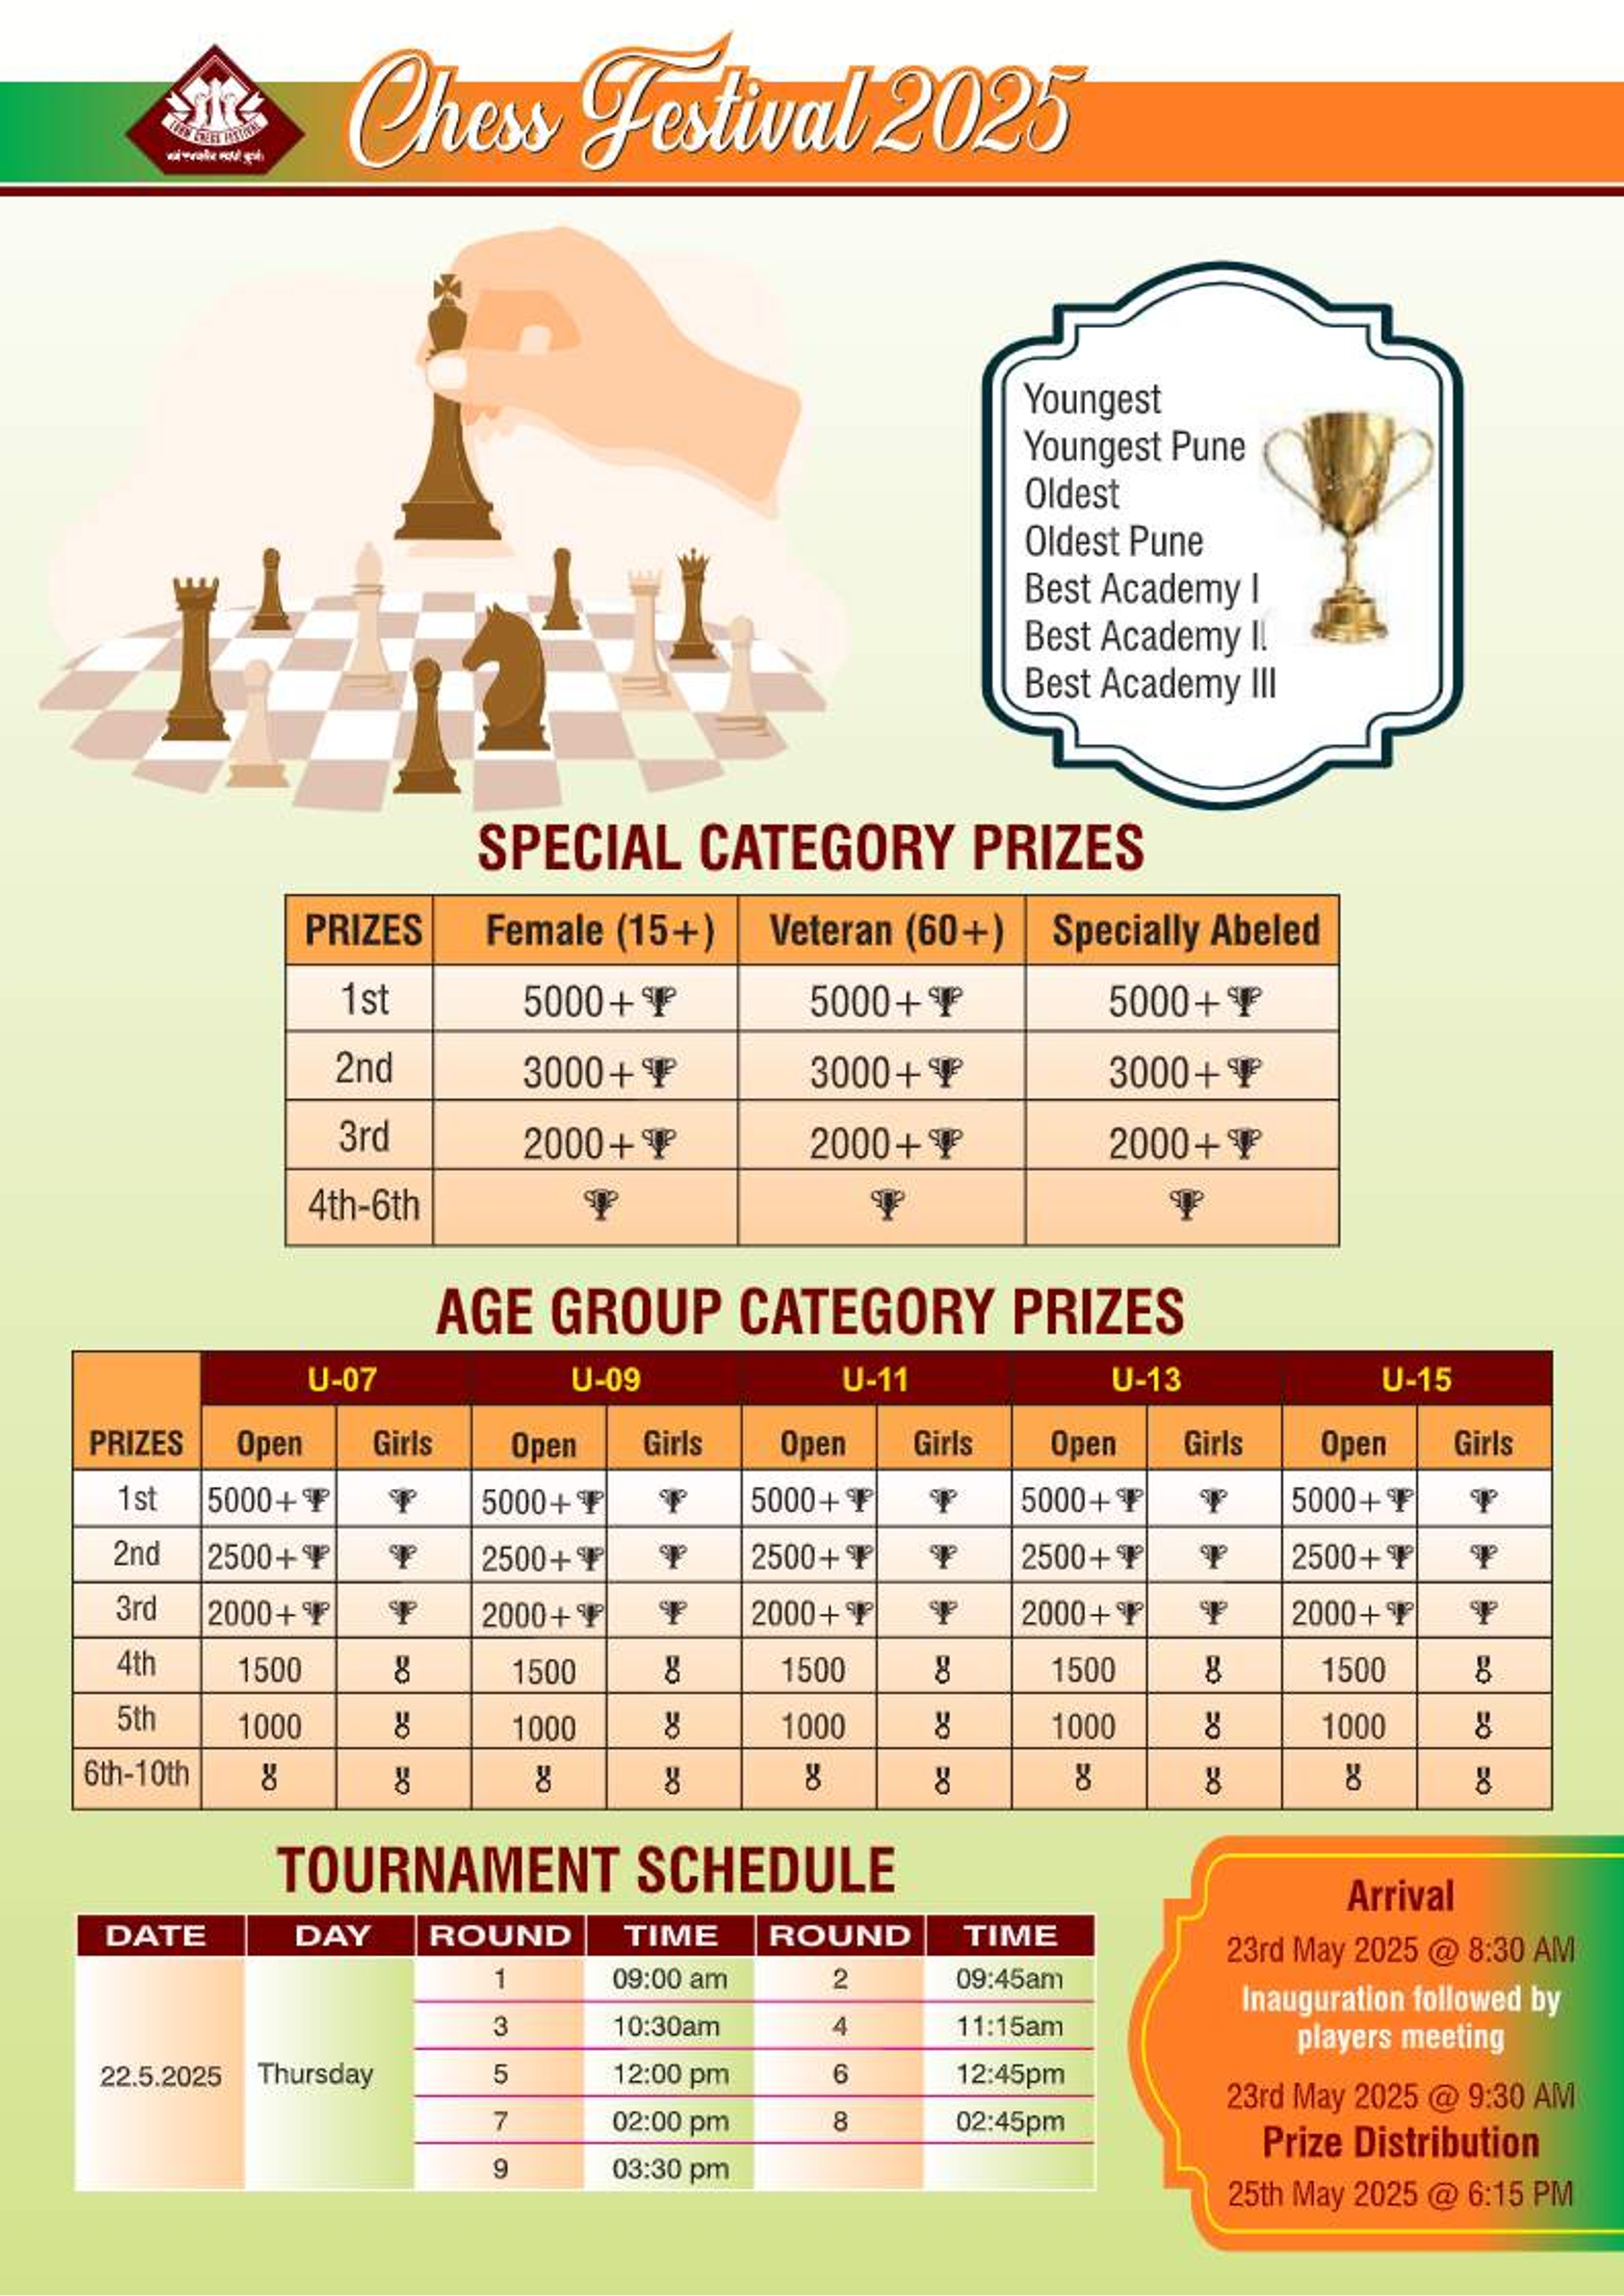 Chess Festival 2025
CHESS FESTIVAL
Youngest
Youngest Pune
Oldest
Oldest Pune
Best Academy I
Best Academy II
Best Academy III
SPECIAL CATEGORY PRIZES
PRIZES Female (15+) Veteran (60+) Specially Abeled
1st 5000+ 5000+ 5000+
2nd 3000+ 3000+ 3000+
3rd 2000+ 2000+ 2000+
4th-6th
AGE GROUP CATEGORY PRIZES
U-07 U-09 U-11 U-13 U-15
PRIZES Open Girls Open Girls Open Girls Open Girls Open Girls
1st 5000+ 5000+ 5000+ 5000+ 5000+
2nd 2500+ 2500+ 2500+ 2500+ 2500+
3rd 2000+ 2000+ 2000+ 2000+ 2000+
4th 1500 1500 1500 1500 1500
5th 1000 1000 1000 1000 1000
6th-10th
TOURNAMENT SCHEDULE
DATE DAY ROUND TIME ROUND TIME
1 09:00 am 2 09:45am
3 10:30am 4 11:15am
22.5.2025 Thursday 5 12:00 pm 6 12:45pm
7 02:00 pm 8 02:45pm
9 03:30 pm
Arrival
23rd May 2025 @ 8:30 AM
Inauguration followed by
players meeting
23rd May 2025 @ 9:30 AM
Prize Distribution
25th May 2025 @ 6:15 PM